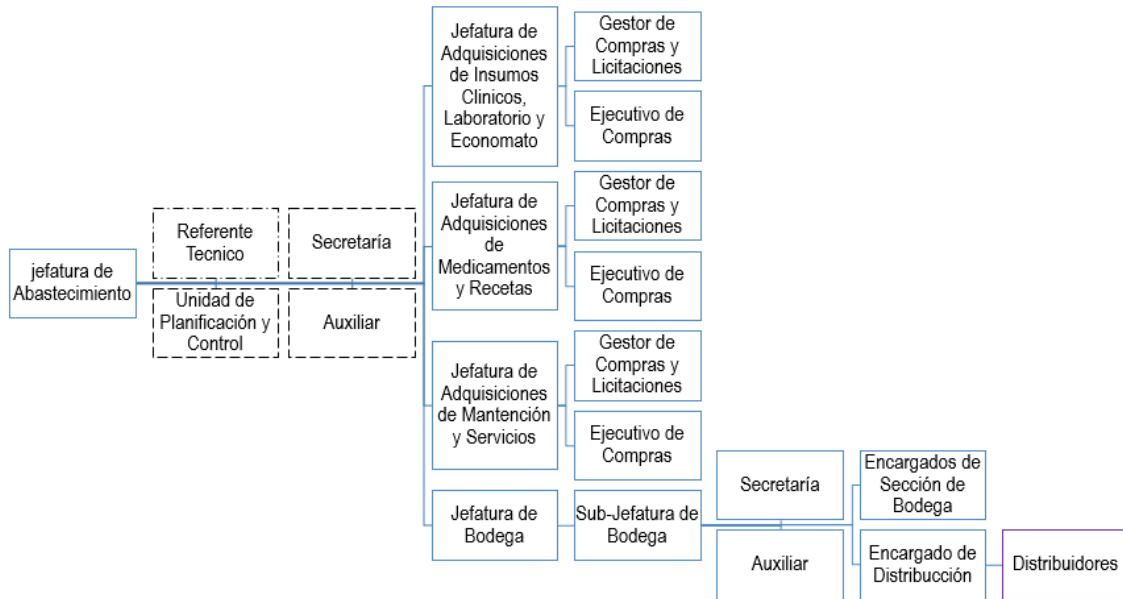 jefatura de
Abastecimiento
Referente
Tecnico
Secretaría
Unidad de
Planificación y
Control
Auxiliar
Jefatura de
Adquisiciones
de Insumos
Clinicos,
Laboratorio y
Economato
Gestor de
Compras y
Licitaciones
Ejecutivo de
Compras
Jefatura de
Adquisiciones
de
Medicamentos
y Recetas
Gestor de
Compras y
Licitaciones
Ejecutivo de
Compras
Jefatura de
Adquisiciones
de Mantención
y Servicios
Gestor de
Compras y
Licitaciones
Ejecutivo de
Compras
Jefatura de
Bodega
Sub-Jefatura de
Bodega
Secretaría
Auxiliar
Encargados de
Sección de
Bodega
Encargado de
Distribucción
Distribuidores